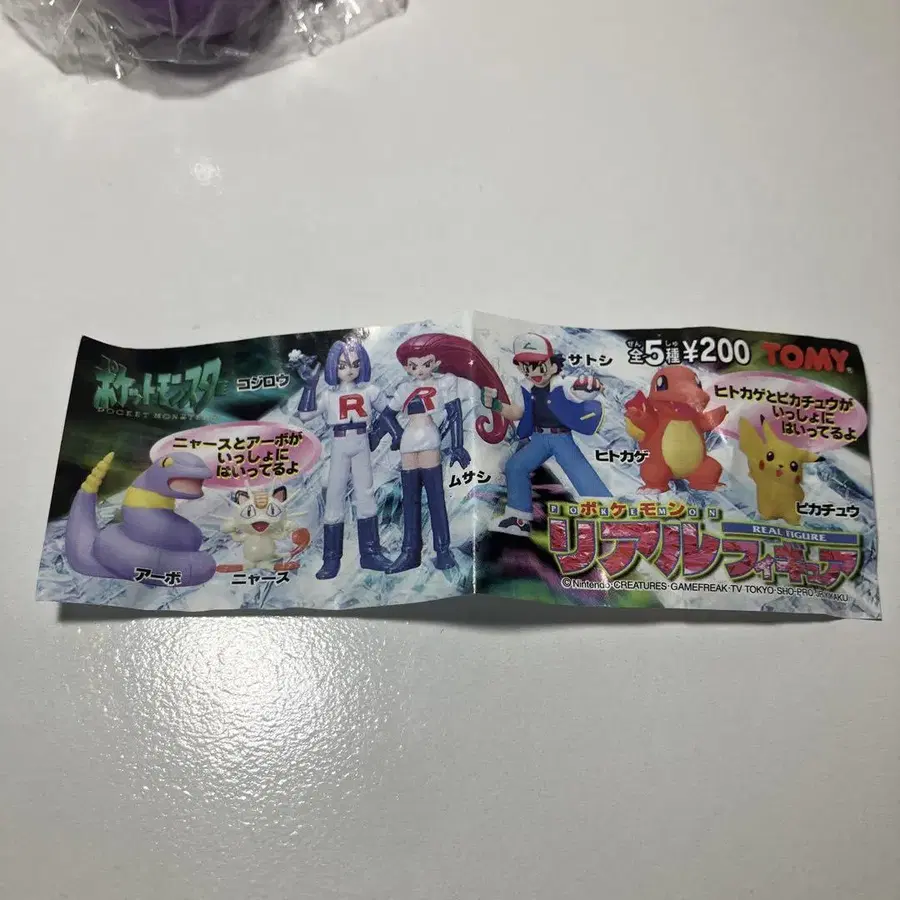 ポケットモンスター
POCKET MONSTERS
コジロウ
ニャースとアーボが
いっしょに
はいってるよ
アーボ
ニャース
R
R
ムサシ
サトシ
ぜん しゅ
全5種¥200
TOMY®
ヒトカゲとピカチュウが
いっしょに
はいってるよ
ヒトカゲ
ピカチュウ
ポケモン
POKEMON
REAL FIGURE
リアルフィギュア
©Nintendo·CREATURES·GAMEFREAK·TV TOKYO·SHO-PRO·JR KIKAKU